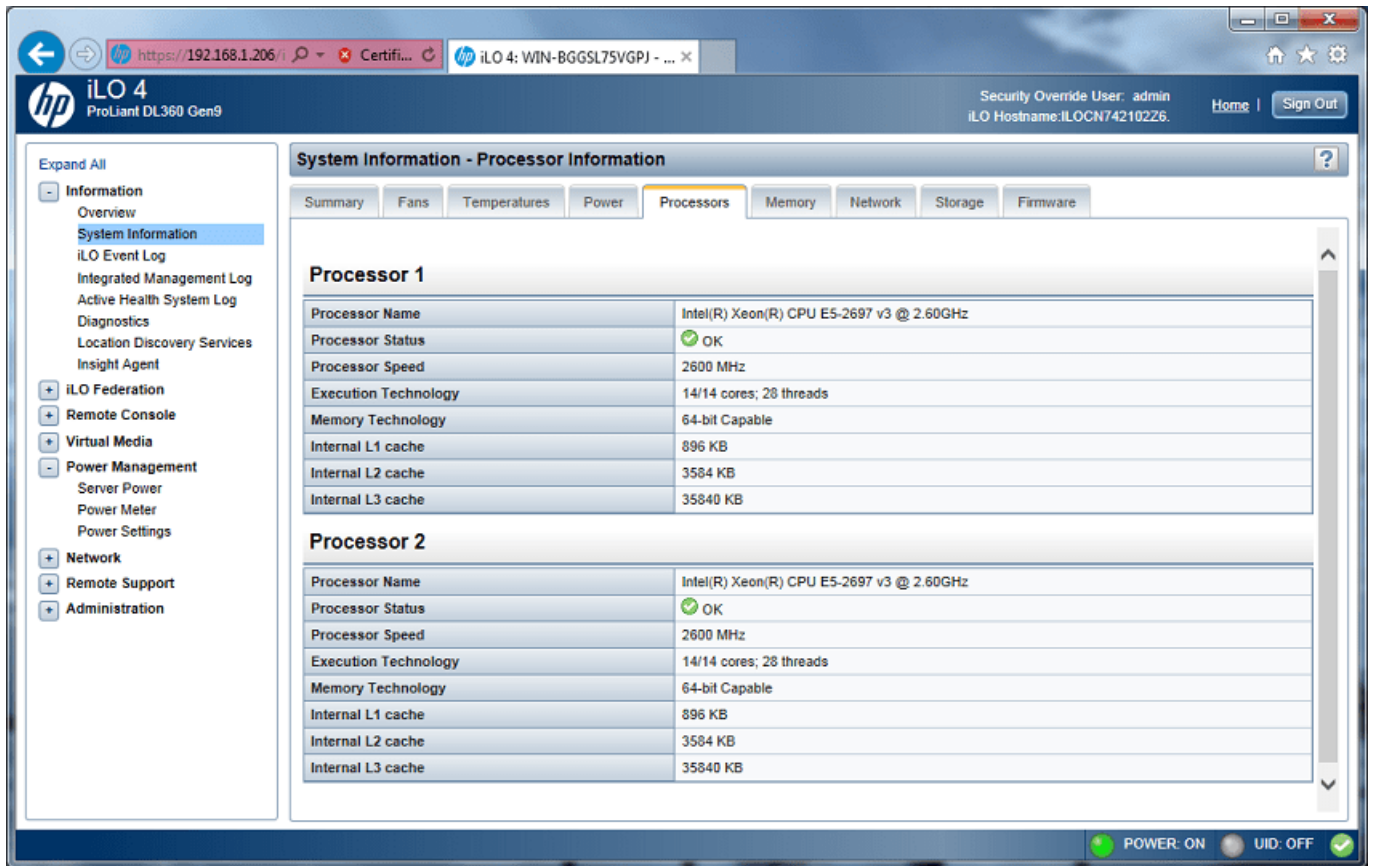 https://192.168.1.206/i
Certifi...
iLO 4: WIN-BGGSL75VGPJ - ...
hp
iLO 4
ProLiant DL360 Gen9
Security Override User: admin
iLO Hostname:ILOCN742102Z6.
Home | Sign Out
Expand All
Information
Overview
System Information
iLO Event Log
Integrated Management Log
Active Health System Log
Diagnostics
Location Discovery Services
Insight Agent
iLO Federation
Remote Console
Virtual Media
Power Management
Server Power
Power Meter
Power Settings
Network
Remote Support
Administration
System Information - Processor Information
?
Summary Fans Temperatures Power Processors Memory Network Storage Firmware
Processor 1
Processor Name Intel(R) Xeon(R) CPU E5-2697 v3 @ 2.60GHz
Processor Status OK
Processor Speed 2600 MHz
Execution Technology 14/14 cores; 28 threads
Memory Technology 64-bit Capable
Internal L1 cache 896 KB
Internal L2 cache 3584 KB
Internal L3 cache 35840 KB
Processor 2
Processor Name Intel(R) Xeon(R) CPU E5-2697 v3 @ 2.60GHz
Processor Status OK
Processor Speed 2600 MHz
Execution Technology 14/14 cores; 28 threads
Memory Technology 64-bit Capable
Internal L1 cache 896 KB
Internal L2 cache 3584 KB
Internal L3 cache 35840 KB
POWER: ON UID: OFF